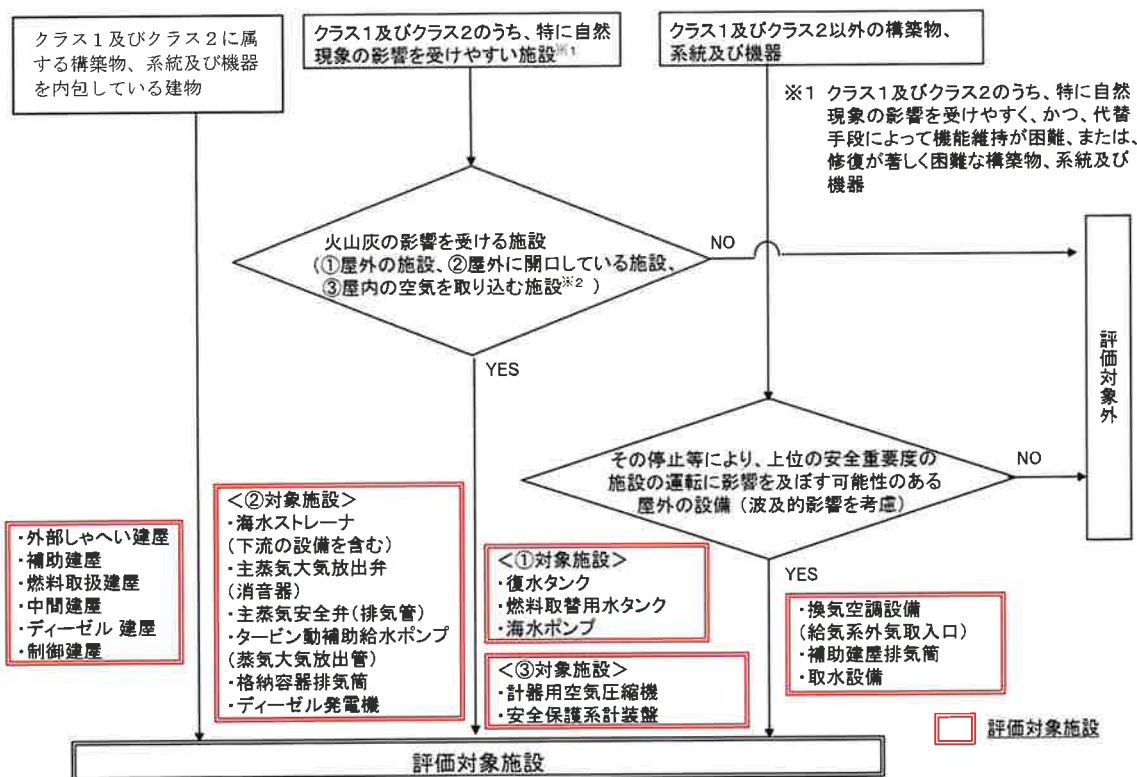 クラス１及びクラス２に属
する構築物、系統及び機器
を内包している建物
クラス1及びクラス2のうち、特に自然
現象の影響を受けやすい施設※1
クラス1及びクラス2以外の構築物、
系統及び機器
※1 クラス1及びクラス2のうち、特に自然
現象の影響を受けやすく、かつ、代替
手段によって機能維持が困難、または、
修復が著しく困難な構築物、系統及び
機器
火山灰の影響を受ける施設
(①屋外の施設、②屋外に開口している施設、
③屋内の空気を取り込む施設※2 )
NO
YES
評価対象外
その停止等により、上位の安全重要度の
施設の運転に影響を及ぼす可能性のある
屋外の設備(波及的影響を考慮)
NO
YES
・外部しゃへい建屋
・補助建屋
・燃料取扱建屋
・中間建屋
・ディーゼル 建屋
・制御建屋
＜②対象施設＞
・海水ストレーナ
(下流の設備を含む)
・主蒸気大気放出弁
(消音器)
・主蒸気安全弁(排気管)
・タービン動補助給水ポンプ
(蒸気大気放出管)
・格納容器排気筒
・ディーゼル発電機
＜①対象施設＞
・復水タンク
・燃料取替用水タンク
・海水ポンプ
＜③対象施設＞
・計器用空気圧縮機
・安全保護系計装盤
・換気空調設備
(給気系外気取入口)
・補助建屋排気筒
・取水設備
評価対象施設
評価対象施設